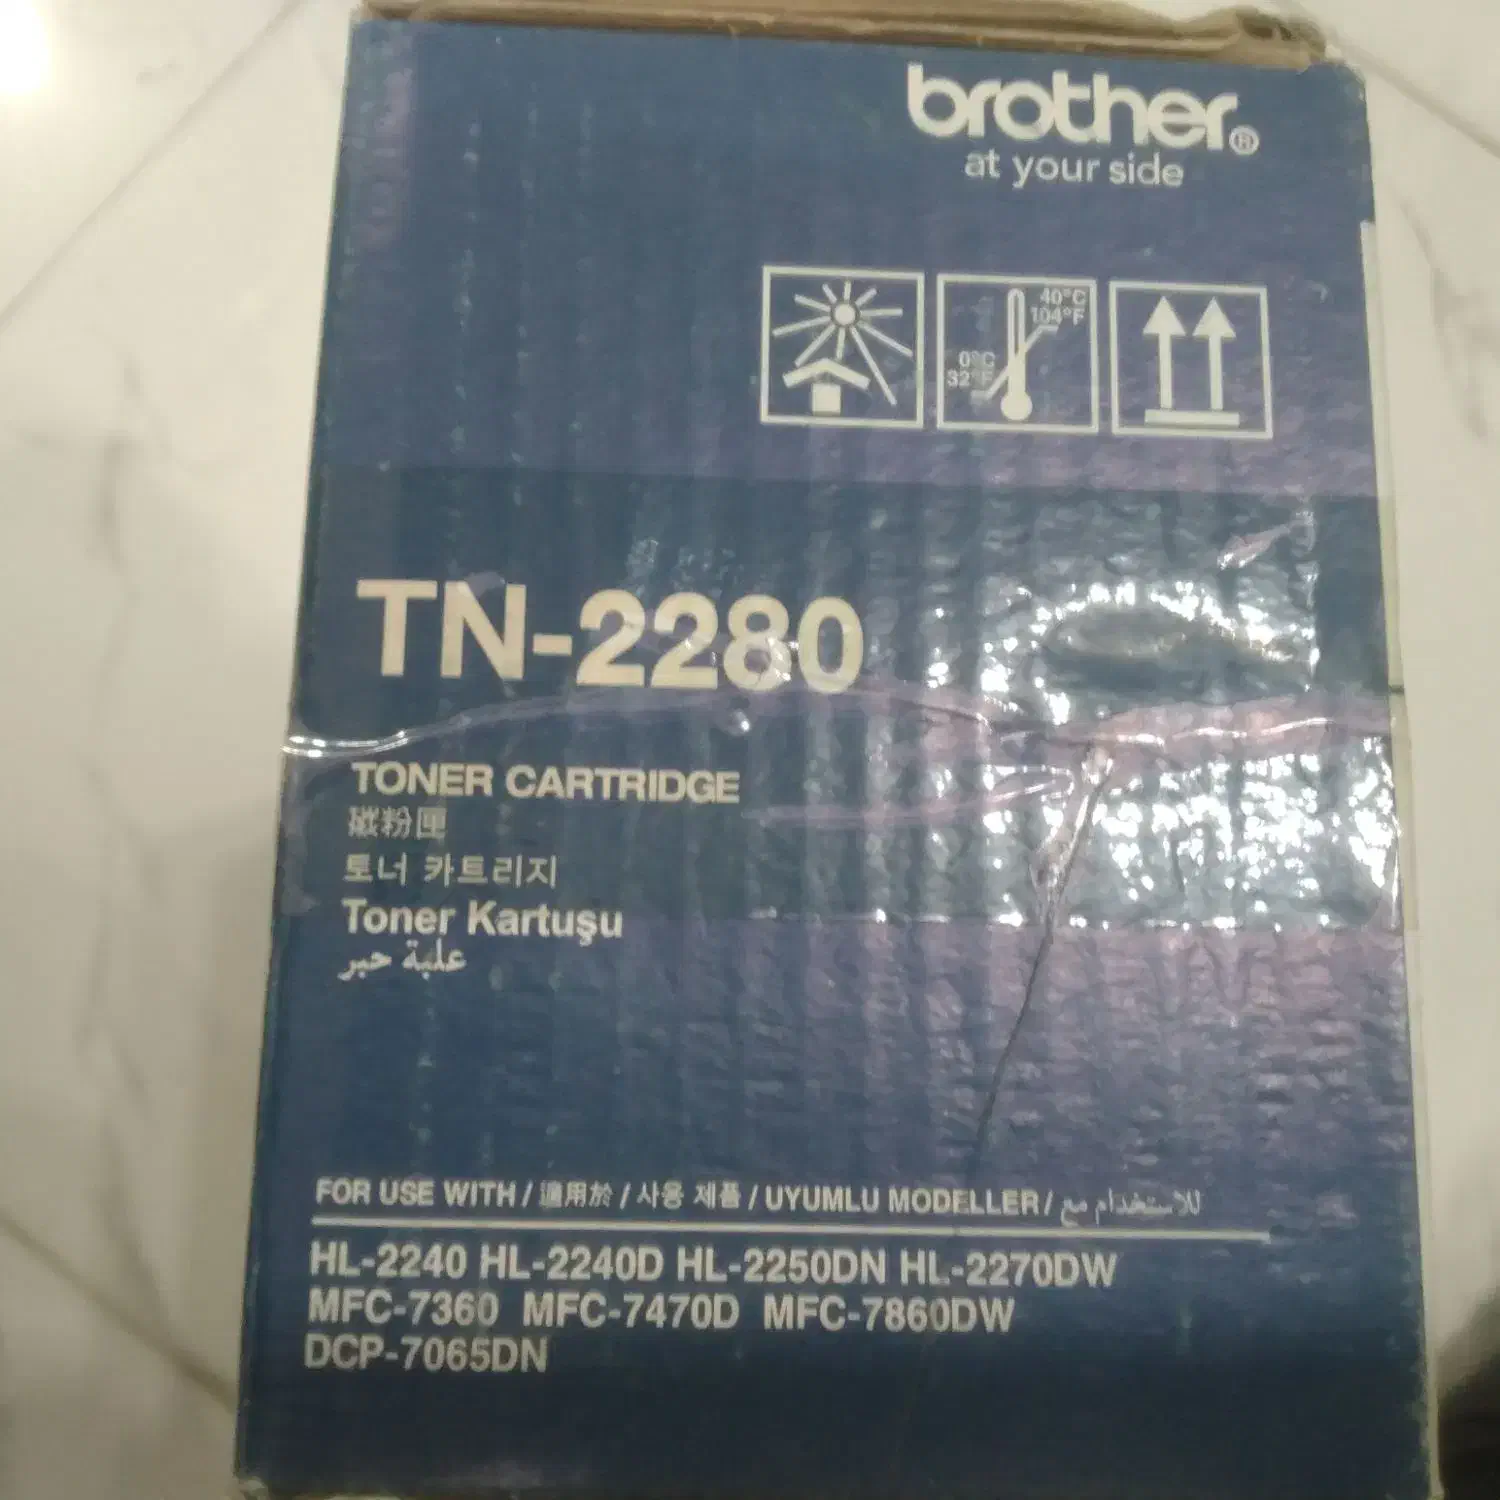 brother®
at your side
40°C
104°F
0°C
32°F
TN-2280
TONER CARTRIDGE
碳粉匣
토너 카트리지
Toner Kartuşu
علبة حبر
FOR USE WITH / 適用於 / 사용 제품 / UYUMLU MODELLER / للاستخدام مع
HL-2240 HL-2240D HL-2250DN HL-2270DW
MFC-7360 MFC-7470D MFC-7860DW
DCP-7065DN